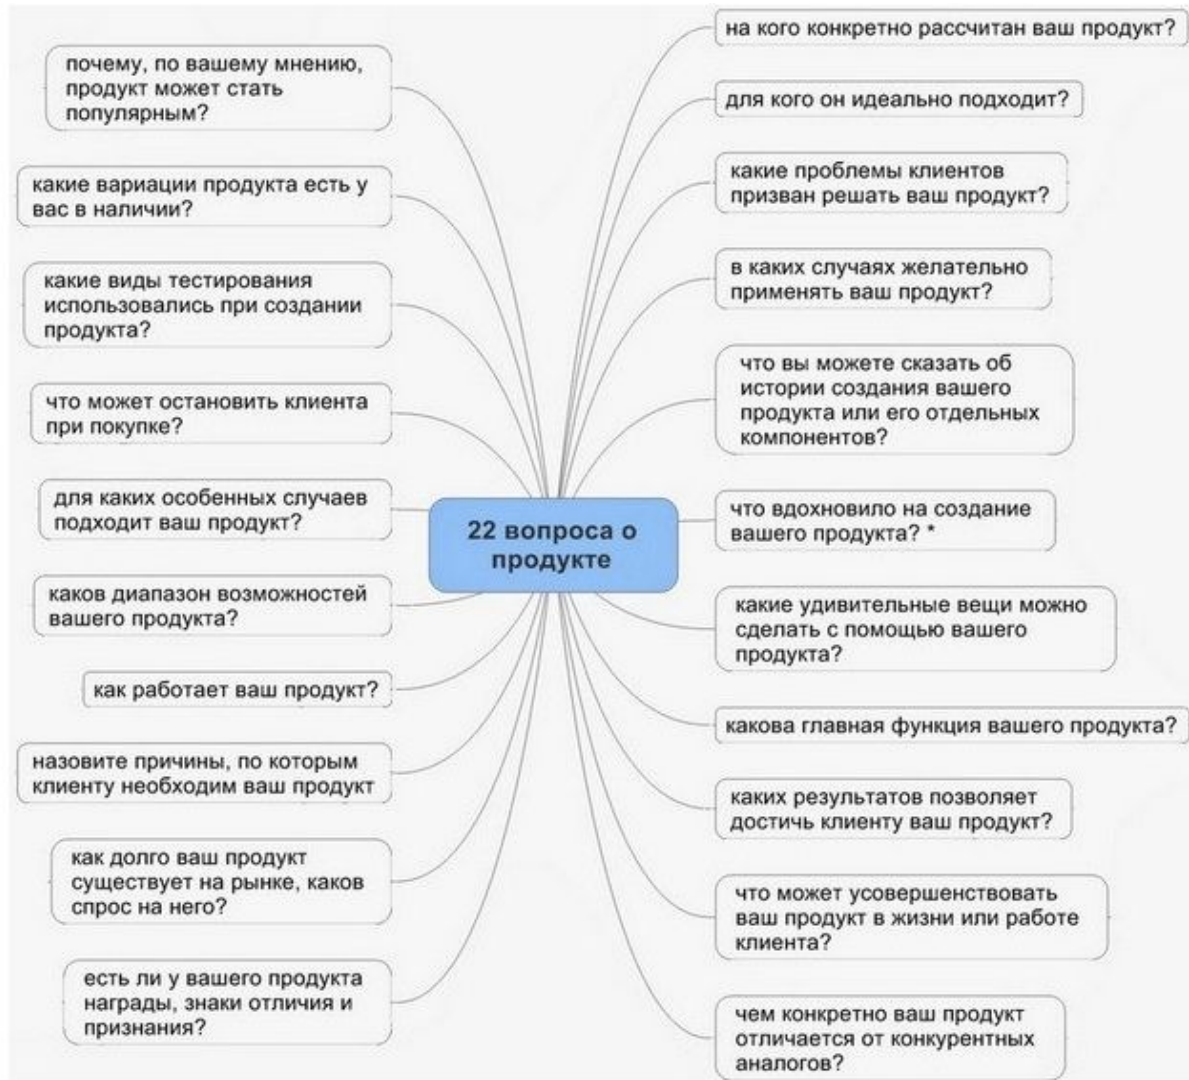 почему, по вашему мнению,
продукт может стать
популярным?
какие вариации продукта есть у
вас в наличии?
какие виды тестирования
использовались при создании
продукта?
что может остановить клиента
при покупке?
для каких особенных случаев
подходит ваш продукт?
каков диапазон возможностей
вашего продукта?
как работает ваш продукт?
назовите причины, по которым
клиенту необходим ваш продукт
как долго ваш продукт
существует на рынке, каков
спрос на него?
есть ли у вашего продукта
награды, знаки отличия и
признания?
22 вопроса о
продукте
на кого конкретно рассчитан ваш продукт?
для кого он идеально подходит?
какие проблемы клиентов
призван решать ваш продукт?
в каких случаях желательно
применять ваш продукт?
что вы можете сказать об
истории создания вашего
продукта или его отдельных
компонентов?
что вдохновило на создание
вашего продукта? *
какие удивительные вещи можно
сделать с помощью вашего
продукта?
какова главная функция вашего продукта?
каких результатов позволяет
достичь клиенту ваш продукт?
что может усовершенствовать
ваш продукт в жизни или работе
клиента?
чем конкретно ваш продукт
отличается от конкурентных
аналогов?